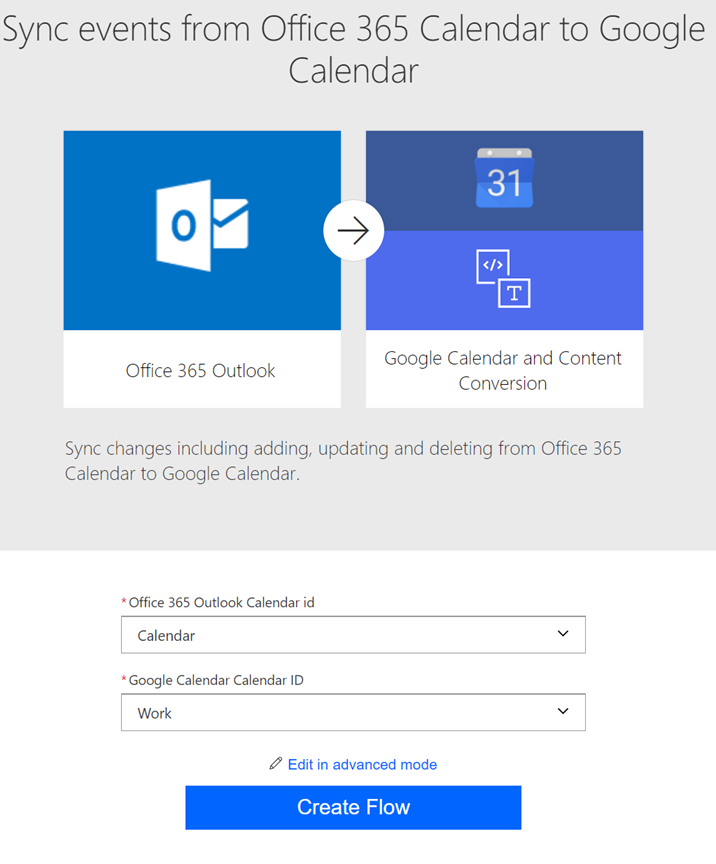 Sync events from Office 365 Calendar to Google
Calendar
31
</>
T
Office 365 Outlook
Google Calendar and Content
Conversion
Sync changes including adding, updating and deleting from Office 365
Calendar to Google Calendar.
*Office 365 Outlook Calendar id
Calendar
*Google Calendar Calendar ID
Work
Edit in advanced mode
Create Flow